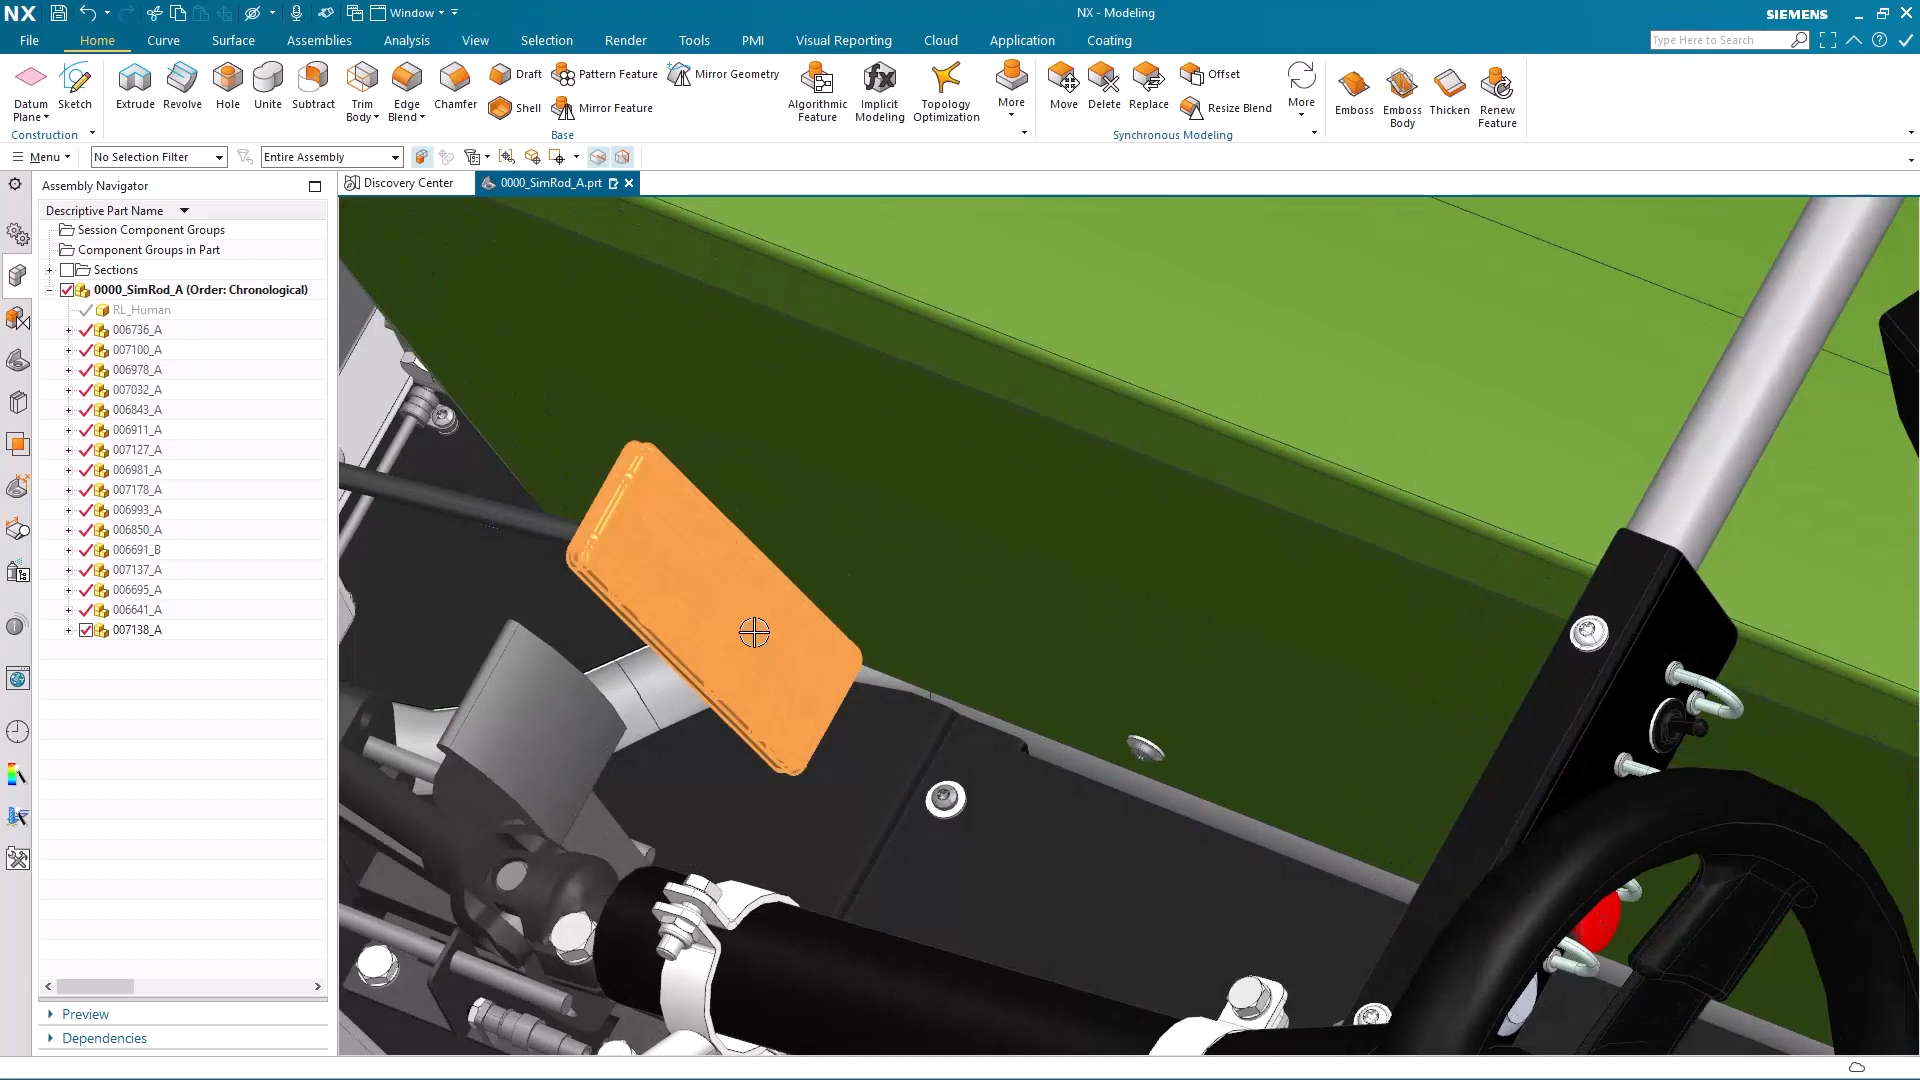 NX
Window
NX - Modeling
SIEMENS
File
Home
Curve
Surface
Assemblies
Analysis
View
Selection
Render
Tools
PMI
Visual Reporting
Cloud
Application
Coating
Type Here to Search
Datum Plane
Sketch
Extrude
Revolve
Hole
Unite
Subtract
Trim Body
Edge Blend
Chamfer
Draft
Shell
Pattern Feature
Mirror Feature
Mirror Geometry
Algorithmic Feature
Implicit Modeling
Topology Optimization
More
Move
Delete
Replace
Offset
Resize Blend
More
Emboss
Emboss Body
Thicken
Renew Feature
Construction
Base
Synchronous Modeling
Menu
No Selection Filter
Entire Assembly
Assembly Navigator
Discovery Center
0000_SimRod_A.prt
Descriptive Part Name
Session Component Groups
Component Groups in Part
Sections
0000_SimRod_A (Order: Chronological)
RL_Human
006736_A
007100_A
006978_A
007032_A
006843_A
006911_A
007127_A
006981_A
007178_A
006993_A
006850_A
006691_B
007137_A
006695_A
006641_A
007138_A
Preview
Dependencies